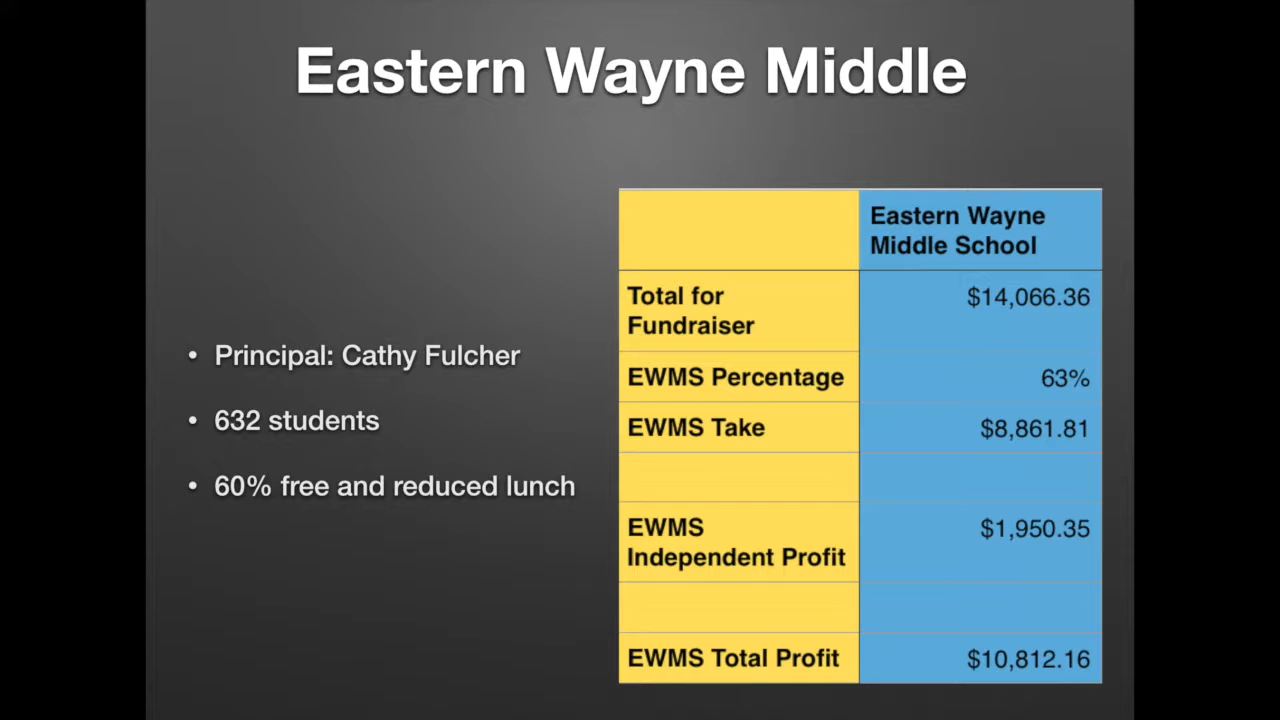 Eastern Wayne Middle
• Principal: Cathy Fulcher
• 632 students
• 60% free and reduced lunch
Eastern Wayne
Middle School
Total for
Fundraiser
$14,066.36
EWMS Percentage
63%
EWMS Take
$8,861.81
EWMS
Independent Profit
$1,950.35
EWMS Total Profit
$10,812.16